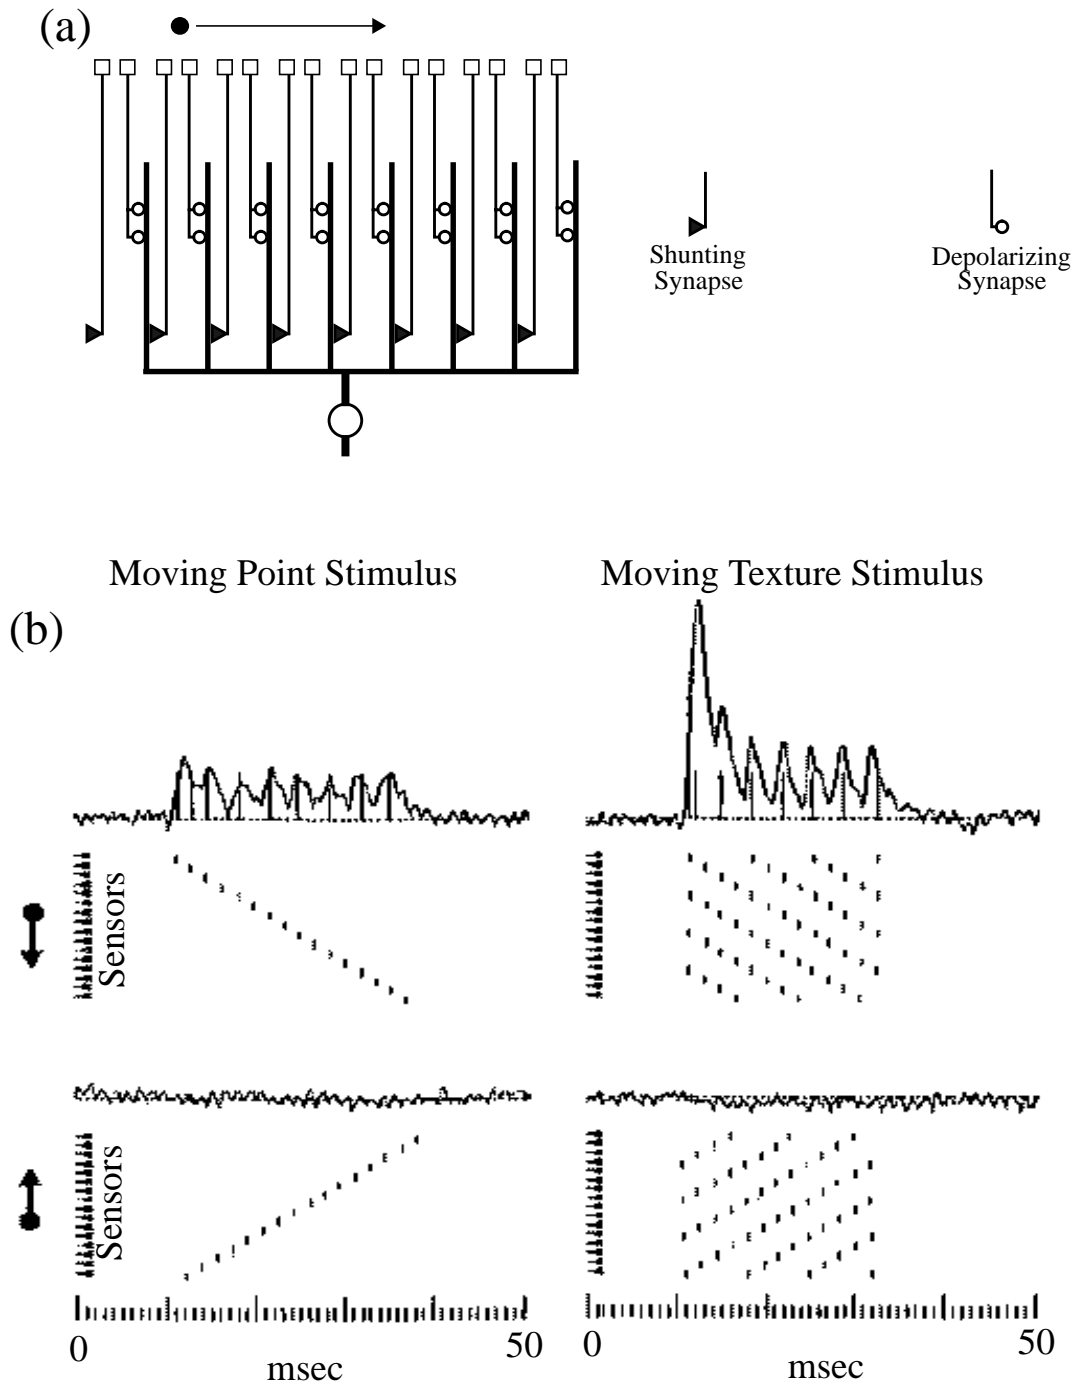 (a)
Shunting
Synapse
Depolarizing
Synapse
Moving Point Stimulus
Moving Texture Stimulus
(b)
Sensors
Sensors
0
50
msec
0
50
msec